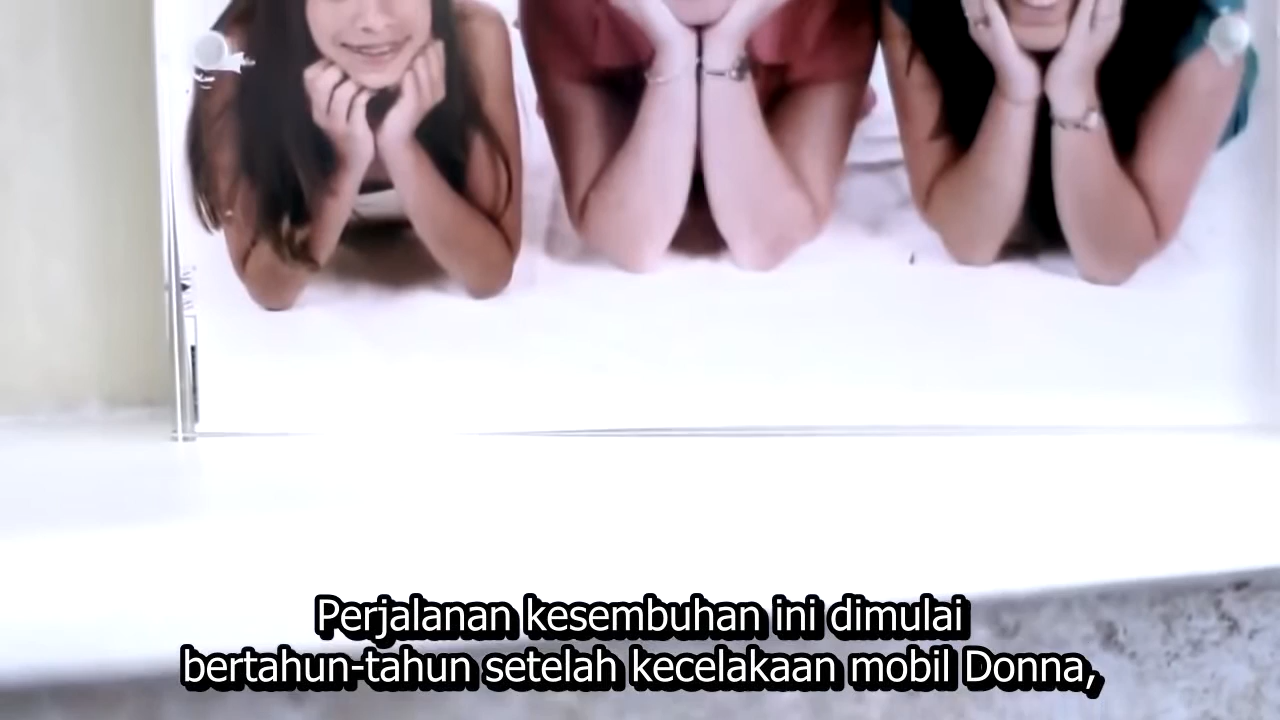 Perjalanan kesembuhan ini dimulai
bertahun-tahun setelah kecelakaan mobil Donna,